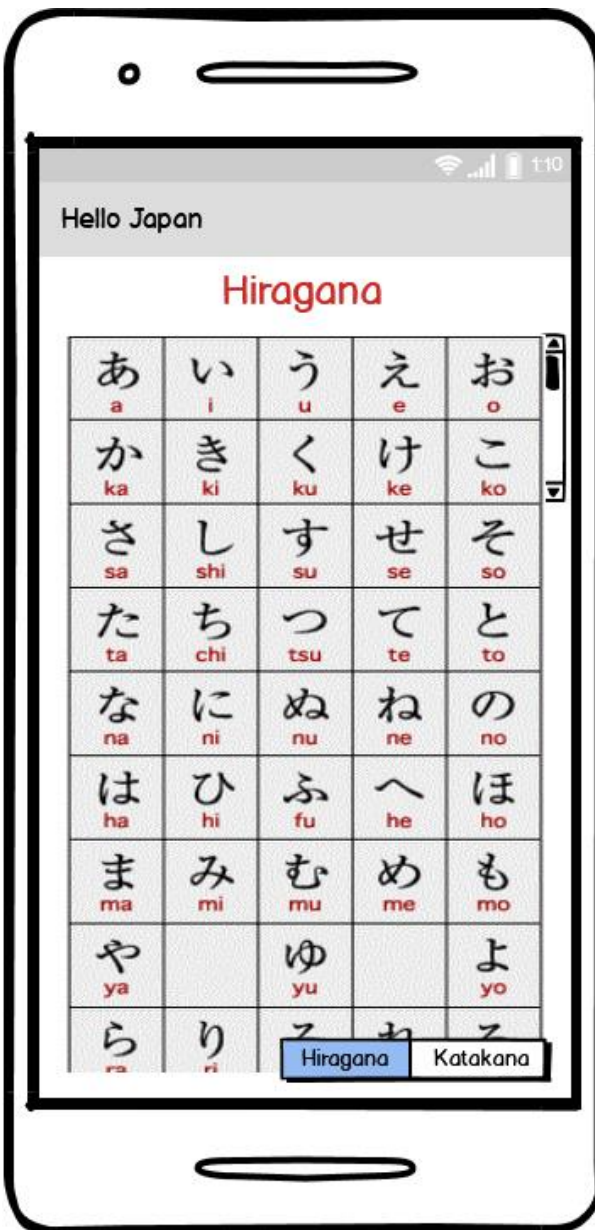 1:10
Hello Japan
Hiragana
あ い う え お
a i u e o
か き く け こ
ka ki ku ke ko
さ し す せ そ
sa shi su se so
た ち つ て と
ta chi tsu te to
な に ぬ ね の
na ni nu ne no
は ひ ふ へ ほ
ha hi fu he ho
ま み む め も
ma mi mu me mo
や ゆ よ
ya yu yo
ら り
Hiragana Katakana